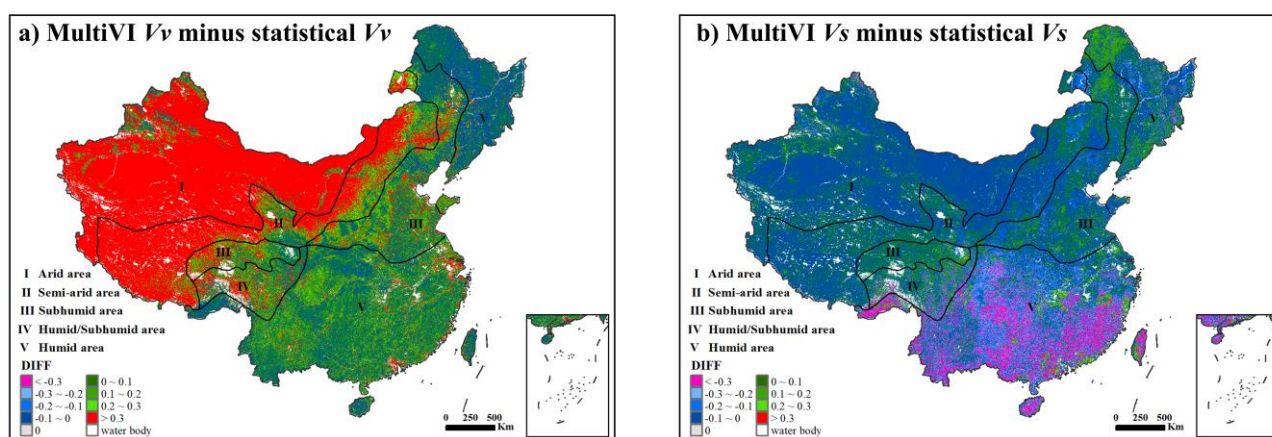 a) MultiVI Vv minus statistical Vv
I
II
III
III
IV
V
V
I Arid area
II Semi-arid area
III Subhumid area
IV Humid/Subhumid area
V Humid area
DIFF
< -0.3
-0.3 ~ -0.2
-0.2 ~ -0.1
-0.1 ~ 0
0
0 ~ 0.1
0.1 ~ 0.2
0.2 ~ 0.3
> 0.3
water body
0 250 500
Km
b) MultiVI Vs minus statistical Vs
I
II
III
III
IV
V
V
I Arid area
II Semi-arid area
III Subhumid area
IV Humid/Subhumid area
V Humid area
DIFF
< -0.3
-0.3 ~ -0.2
-0.2 ~ -0.1
-0.1 ~ 0
0
0 ~ 0.1
0.1 ~ 0.2
0.2 ~ 0.3
> 0.3
water body
0 250 500
Km